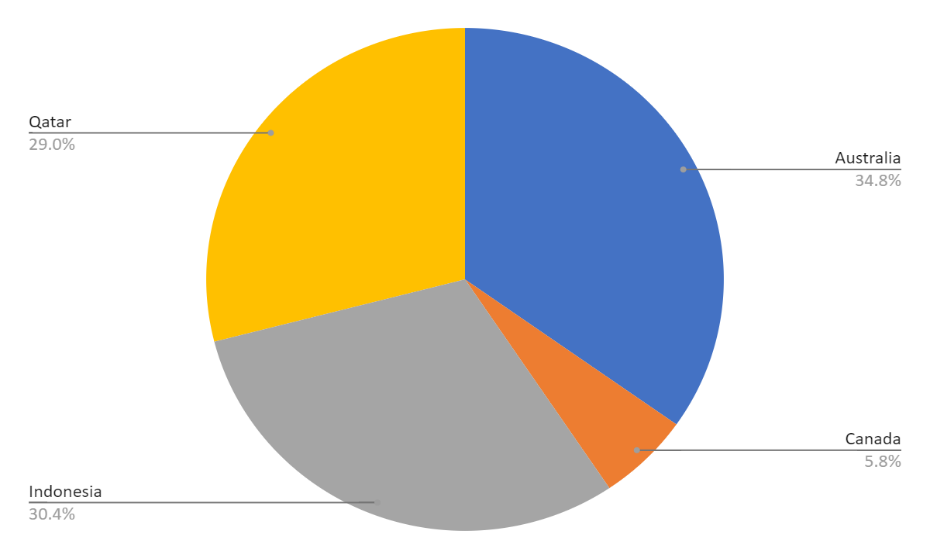 Qatar
29.0%
Australia
34.8%
Canada
5.8%
Indonesia
30.4%